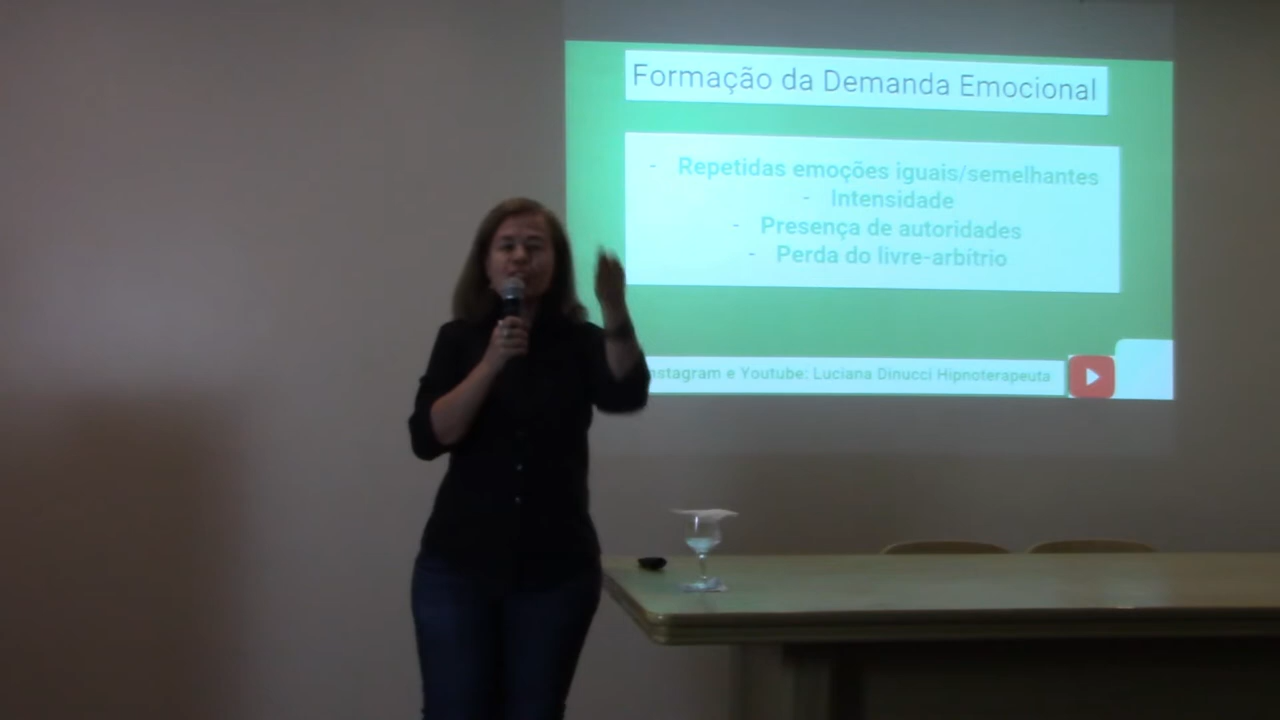 Formação da Demanda Emocional
- Repetidas emoções iguais/semelhantes
- Intensidade
- Presença de autoridades
- Perda do livre-arbítrio
nstagram e Youtube: Luciana Dinucci Hipnoterapeuta